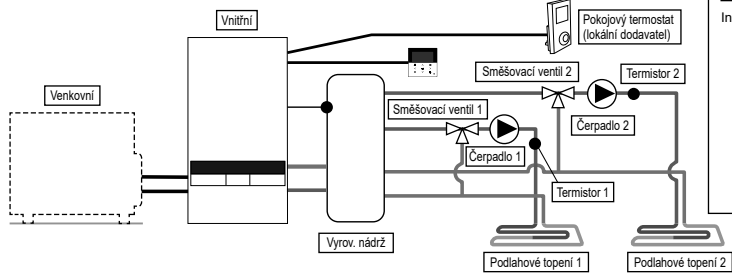 Vnitřní
Pokojový termostat
(lokální dodavatel)
In
Venkovní
Směšovací ventil 2
Termistor 2
Směšovací ventil 1
Čerpadlo 2
Čerpadlo 1
Termistor 1
Vyrov. nádrž
Podlahové topení 1
Podlahové topení 2